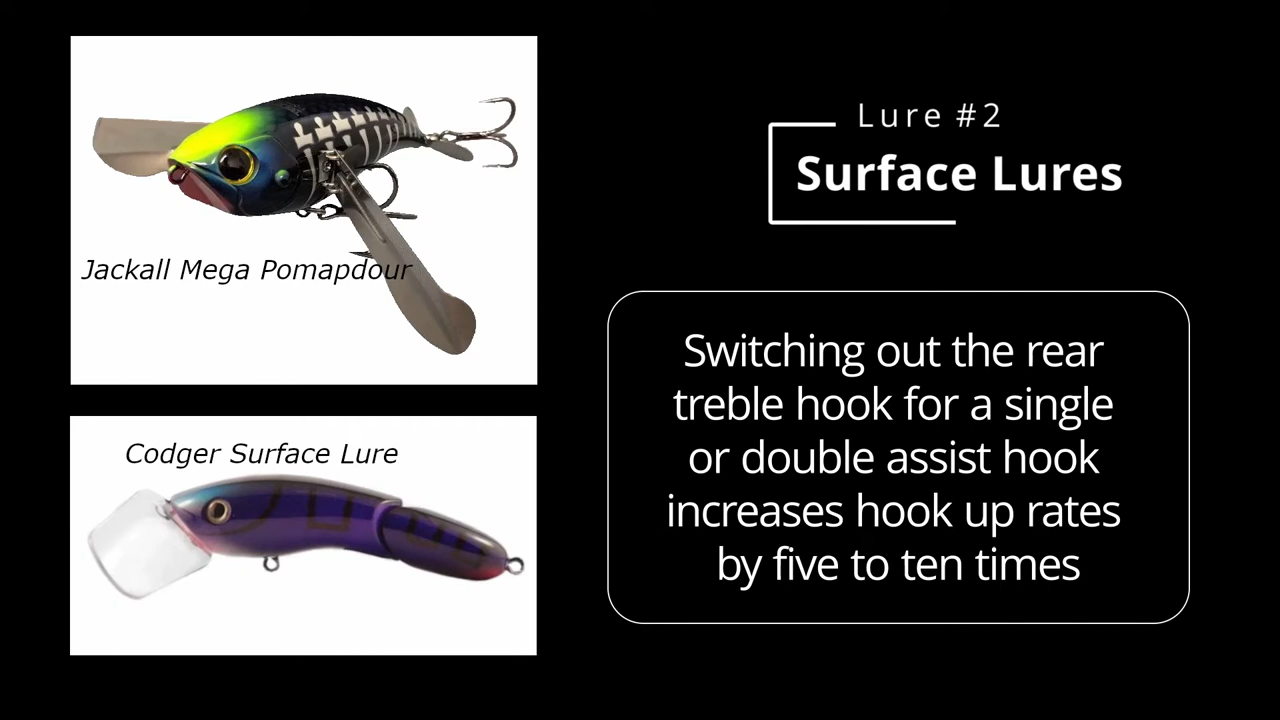 Jackall Mega Pomapdour
Codger Surface Lure
Lure #2
Surface Lures
Switching out the rear
treble hook for a single
or double assist hook
increases hook up rates
by five to ten times